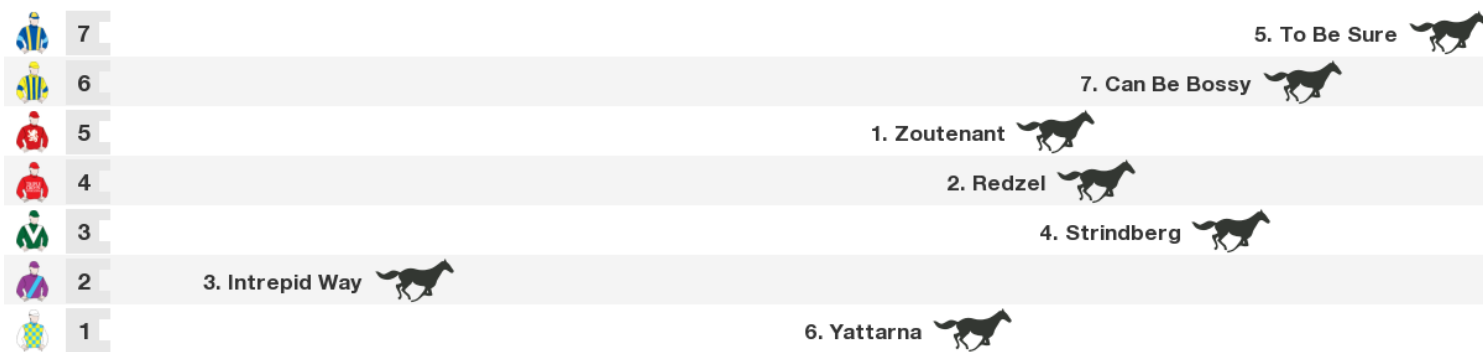 7 5. To Be Sure
6 7. Can Be Bossy
5 1. Zoutenant
4 2. Redzel
3 4. Strindberg
2 3. Intrepid Way
1 6. Yattarna